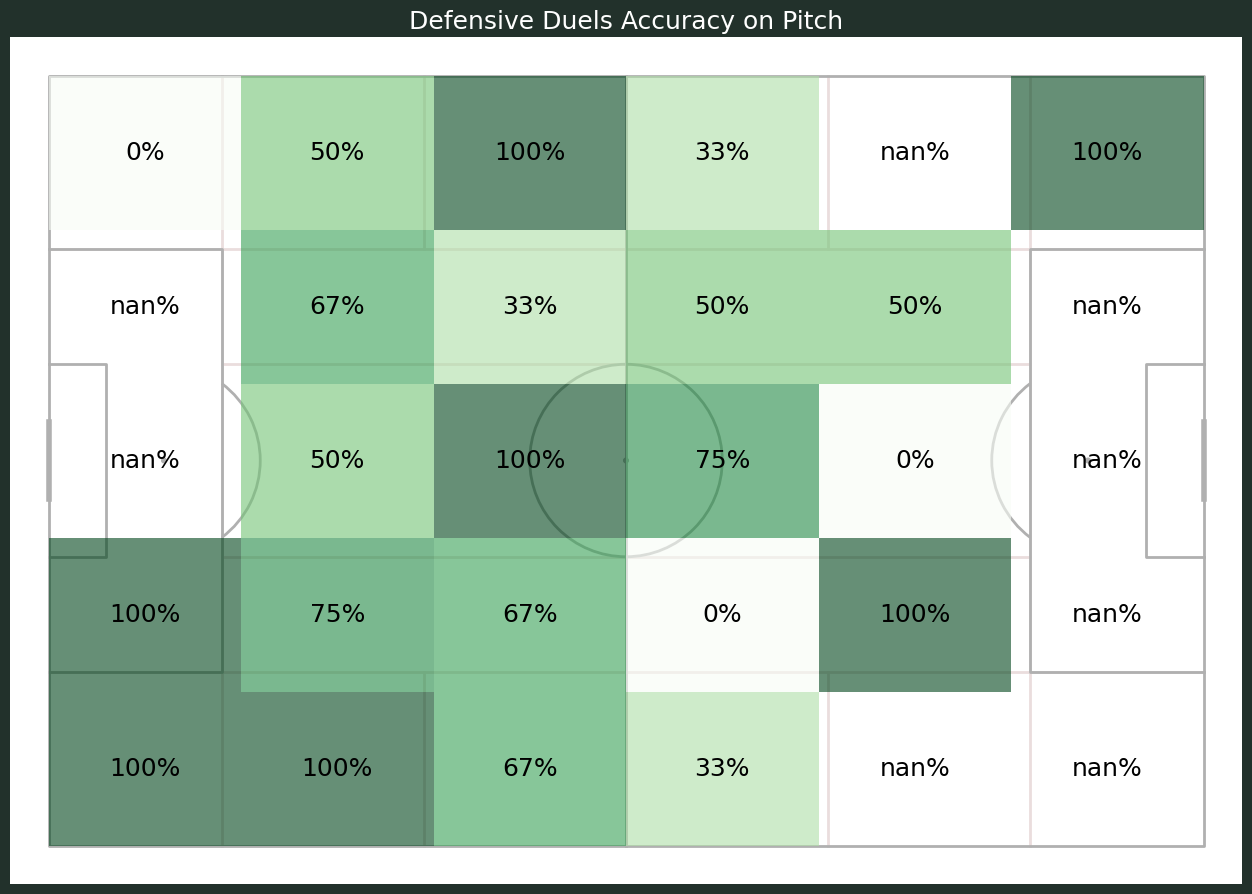 Defensive Duels Accuracy on Pitch
0% 50% 100% 33% nan% 100%
nan% 67% 33% 50% 50% nan%
nan% 50% 100% 75% 0% nan%
100% 75% 67% 0% 100% nan%
100% 100% 67% 33% nan% nan%